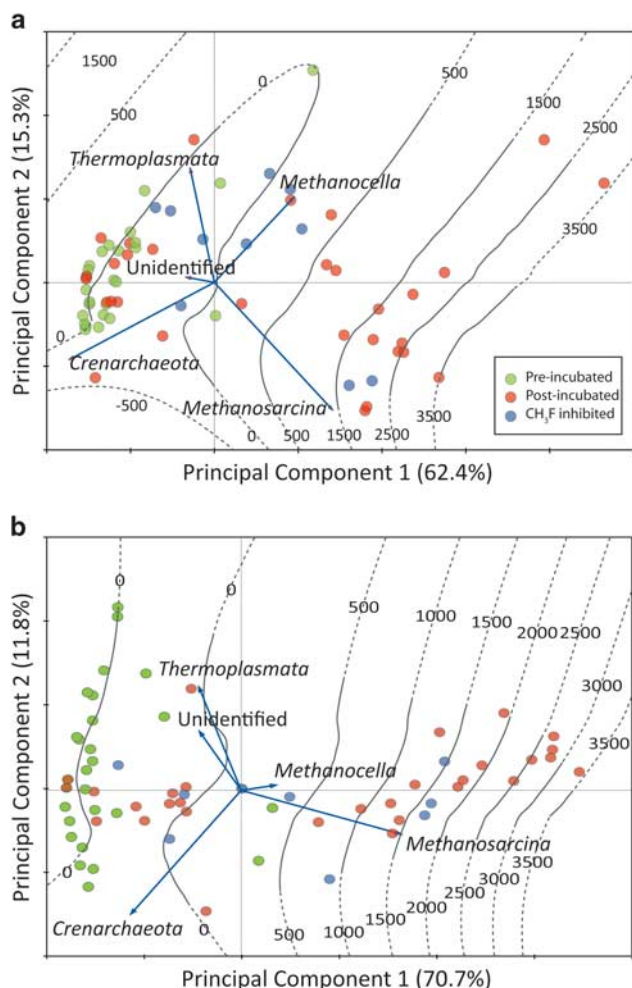 a
Principal Component 2 (15.3%)
1500
500
0
500
1500
2500
3500
Thermoplasmata
Methanocella
Unidentified
0
Crenarchaeota
-500
Methanosarcina
0
500
1500
2500
3500
Pre-incubated
Post-incubated
CH₃F inhibited
Principal Component 1 (62.4%)
b
Principal Component 2 (11.8%)
0
0
500
1000
1500
2000
2500
3000
3500
Thermoplasmata
Unidentified
Methanocella
Methanosarcina
0
Crenarchaeota
0
500
1000
1500
2000
2500
3000
3500
Principal Component 1 (70.7%)